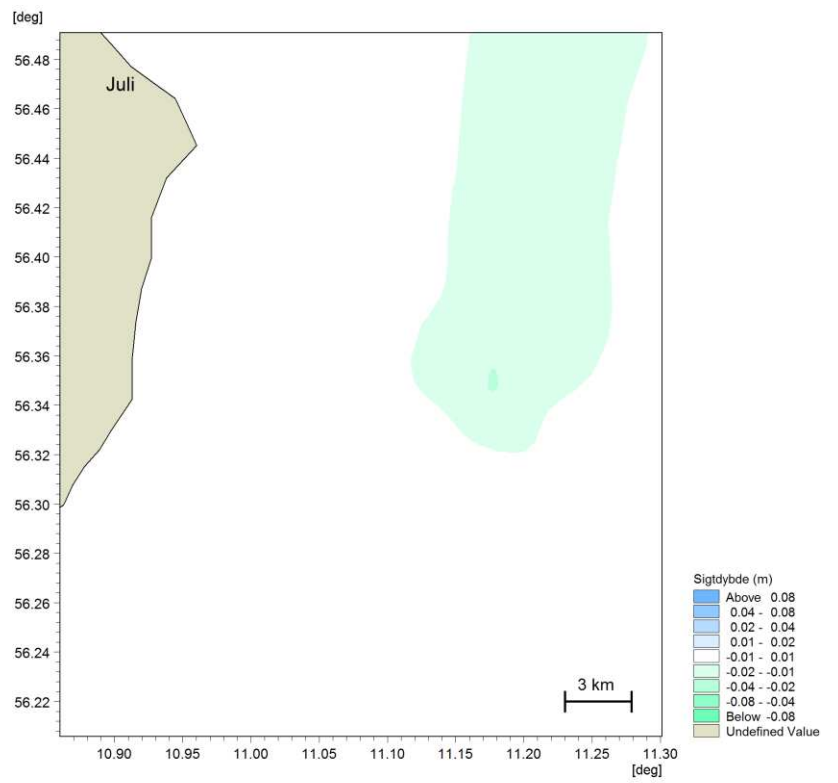 [deg]
56.48
Juli
56.46
56.44
56.42
56.40
56.38
56.36
56.34
56.32
56.30
56.28
56.26
56.24
56.22
3 km
10.90 10.95 11.00 11.05 11.10 11.15 11.20 11.25 11.30
[deg]
Sigtdybde (m)
Above 0.08
0.04 - 0.08
0.02 - 0.04
0.01 - 0.02
-0.01 - 0.01
-0.02 - -0.01
-0.04 - -0.02
-0.08 - -0.04
Below -0.08
Undefined Value